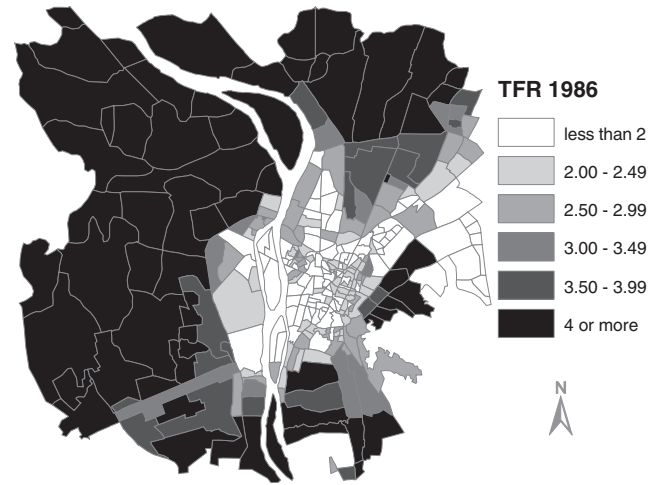 TFR 1986
less than 2
2.00 - 2.49
2.50 - 2.99
3.00 - 3.49
3.50 - 3.99
4 or more
N